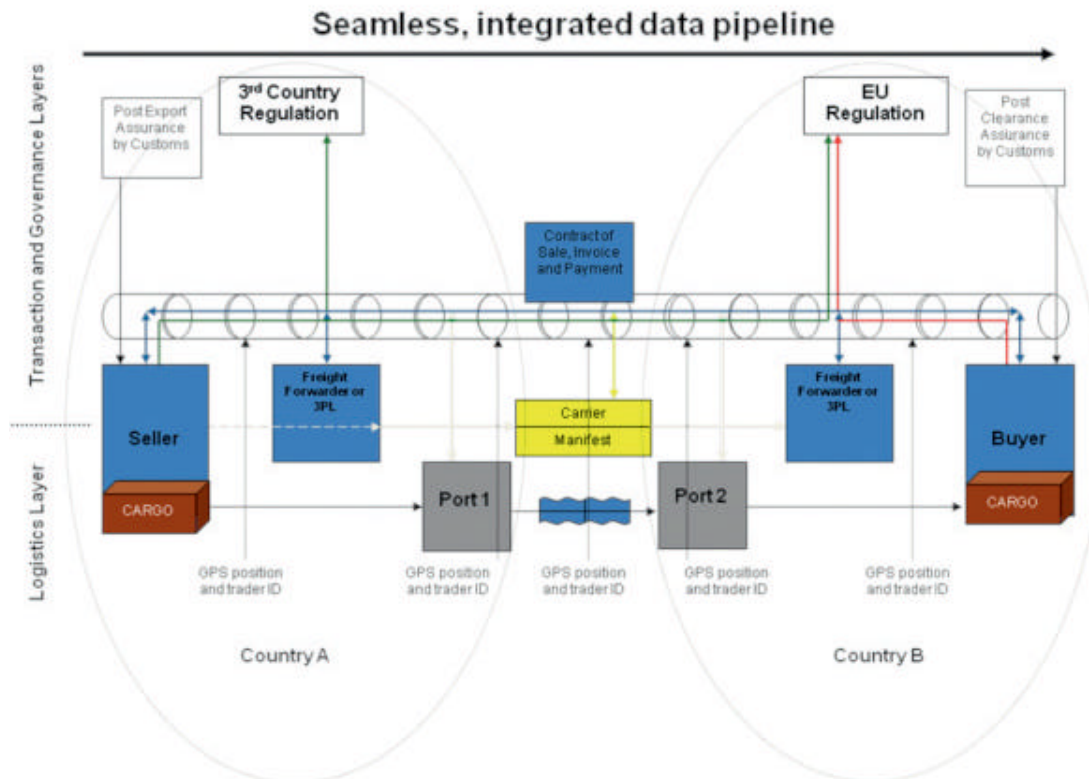 Seamless, integrated data pipeline
Transaction and Governance Layers
Logistics Layer
Post Export
Assurance
by Customs
3rd Country
Regulation
EU
Regulation
Post
Clearance
Assurance
by Customs
Contract of
Sale, Invoice
and Payment
Seller
CARGO
Freight
Forwarder or
3PL
Carrier
Manifest
Freight
Forwarder or
3PL
Buyer
CARGO
Port 1
Port 2
GPS position
and trader ID
GPS position
and trader ID
GPS position
and trader ID
GPS position
and trader ID
GPS position
and trader ID
Country A
Country B